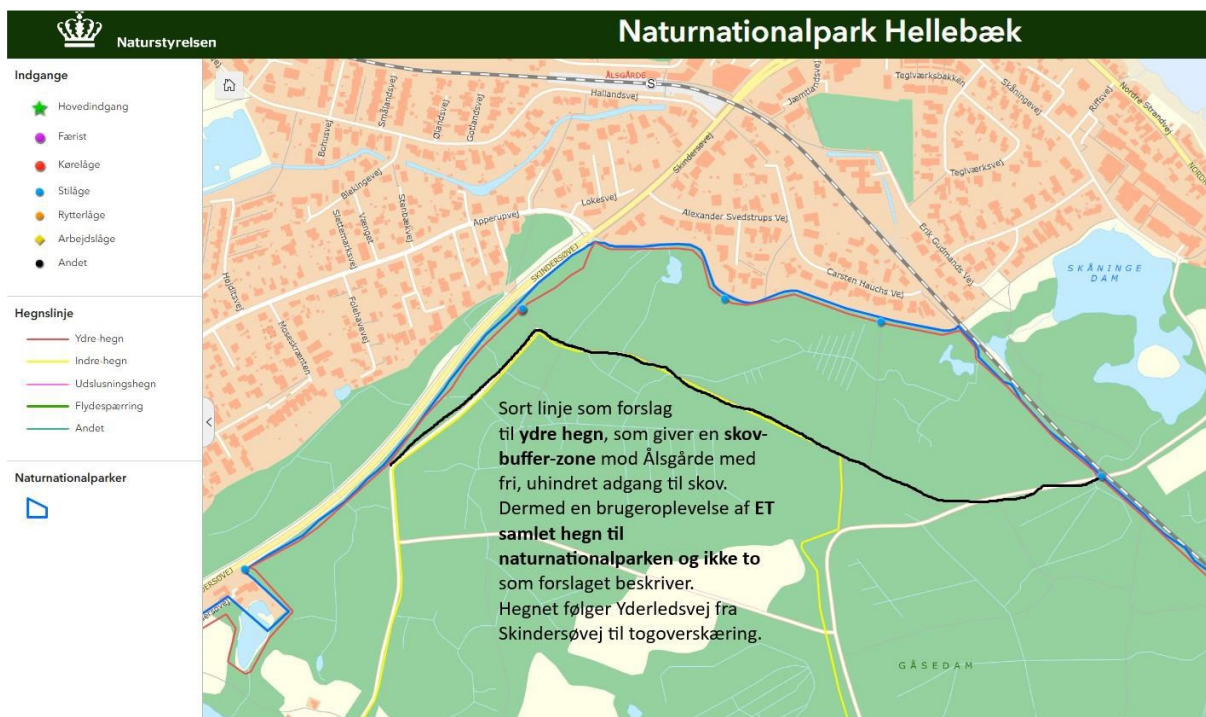 Naturstyrelsen
Naturnationalpark Hellebæk
Indgange
Hovedindgang
Færist
Kørelåge
Stilåge
Rytterlåge
Arbejdslåge
Andet
Hegnslinje
Ydre-hegn
Indre-hegn
Udslusningshegn
Flydespærring
Andet
Naturnationalparker
ÅLSGÅRDE
S
Hallandsvej
Jæmtlandsvej
Teglværksbakken
Skåningevej
Riffsvej
Nordre Strandvej
Bohusvej
Smålandsvej
Ølandsvej
Gotlandsvej
Skindersøvej
Teglværksvej
Blekingevej
Slettemarksvej
Vænget
Stenbækvej
Apperupvej
Lokesvej
Alexander Svedstrups Vej
Erik Gudmands Vej
Carsten Hauchs Vej
SKINDERSØVEJ
Højdltsvej
Moseskrænten
Folehavevej
SKÅNINGE
DAM
Sort linje som forslag
til ydre hegn, som giver en skov-
buffer-zone mod Ålsgårde med
fri, uhindret adgang til skov.
Dermed en brugeroplevelse af ET
samlet hegn til
naturnationalparken og ikke to
som forslaget beskriver.
Hegnet følger Yderledsvej fra
Skindersøvej til togoverskæring.
GÅSEDAM